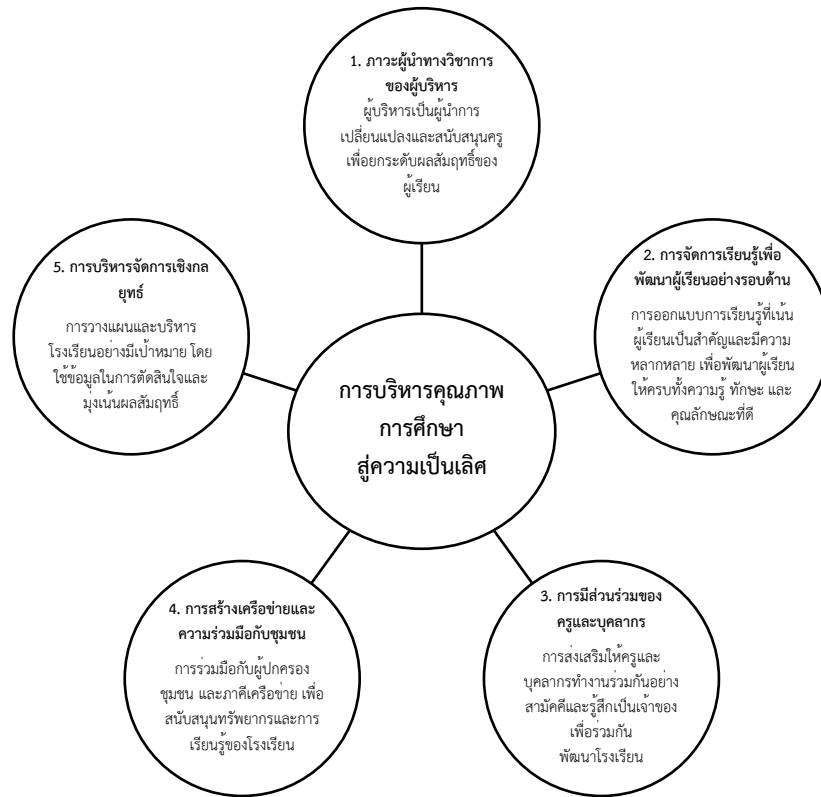 1. ภาวะผู้นำทางวิชาการ
ของผู้บริหาร
ผู้บริหารเป็นผู้นำการ
เปลี่ยนแปลงและสนับสนุนครู
เพื่อยกระดับผลสัมฤทธิ์ของ
ผู้เรียน
2. การจัดการเรียนรู้เพื่อ
พัฒนาผู้เรียนอย่างรอบด้าน
การออกแบบการเรียนรู้ที่เน้น
ผู้เรียนเป็นสำคัญและมีความ
หลากหลาย เพื่อพัฒนาผู้เรียน
ให้ครบทั้งความรู้ ทักษะ และ
คุณลักษณะที่ดี
3. การมีส่วนร่วมของ
ครูและบุคลากร
การส่งเสริมให้ครูและ
บุคลากรทำงานร่วมกันอย่าง
สามัคคีและรู้สึกเป็นเจ้าของ
เพื่อร่วมกัน
พัฒนาโรงเรียน
4. การสร้างเครือข่ายและ
ความร่วมมือกับชุมชน
การร่วมมือกับผู้ปกครอง
ชุมชน และภาคีเครือข่าย เพื่อ
สนับสนุนทรัพยากรและการ
เรียนรู้ของโรงเรียน
5. การบริหารจัดการเชิงกล
ยุทธ์
การวางแผนและบริหาร
โรงเรียนอย่างมีเป้าหมาย โดย
ใช้ข้อมูลในการตัดสินใจและ
มุ่งเน้นผลสัมฤทธิ์
การบริหารคุณภาพ
การศึกษา
สู่ความเป็นเลิศ